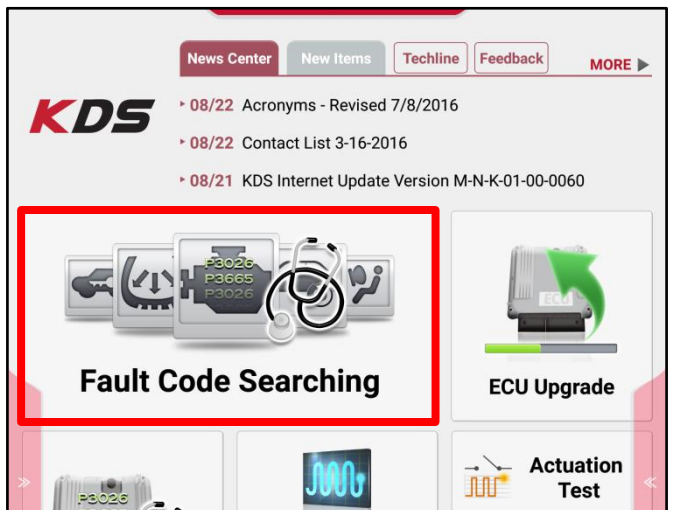 News Center New Items Techline Feedback MORE
KDS
08/22 Acronyms - Revised 7/8/2016
08/22 Contact List 3-16-2016
08/21 KDS Internet Update Version M-N-K-01-00-0060
P3026
P3665
P3026
Fault Code Searching
ECU
ECU Upgrade
P3026
Actuation
Test